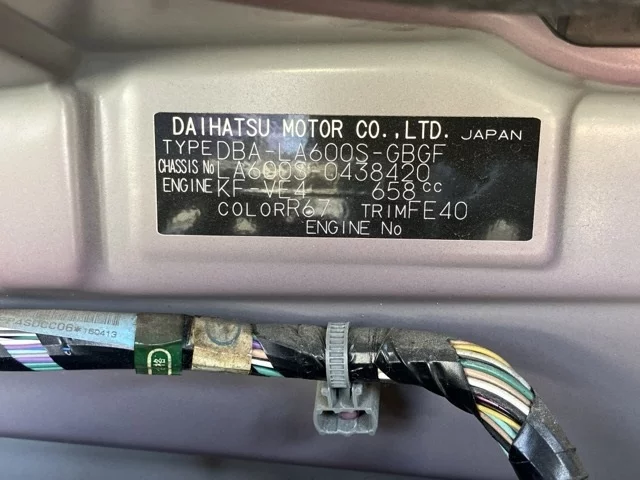 DAIHATSU MOTOR CO.,LTD. JAPAN
TYPE DBA-LA600S-GBGF
CHASSIS No LA600S-0438420
ENGINE KF-VE4 658cc
COLOR R67 TRIM FE40
ENGINE No
*160413